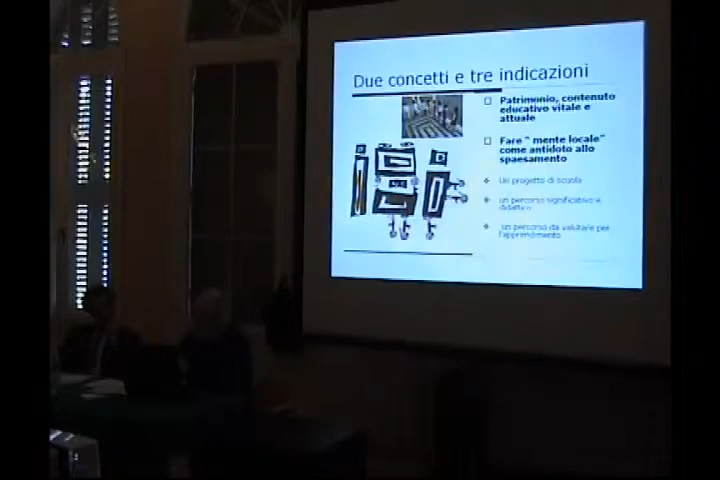 Due concetti e tre indicazioni
Patrimonio, contenuto
educativo vitale e
attuale
Fare " mente locale"
come antidoto allo
spaesamento
Un progetto di scuola
un percorso significativo e
didattico
un percorso da valutare per
l'apprendimento